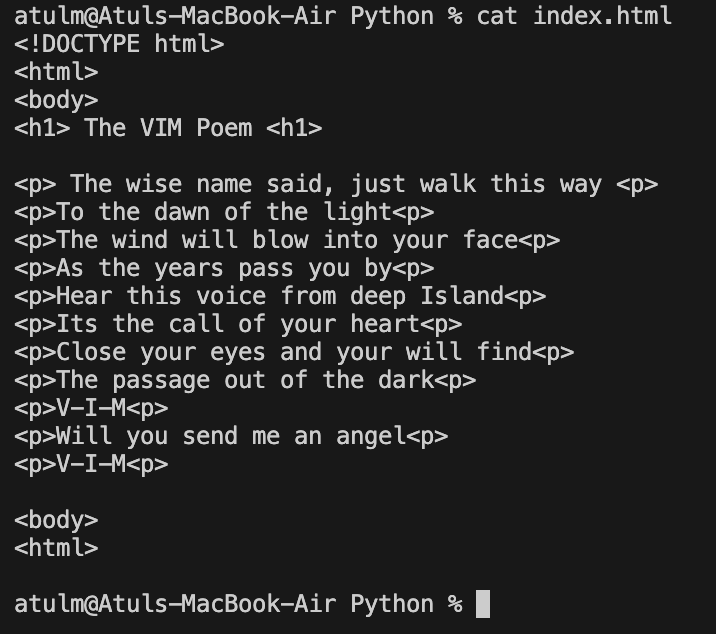 atulm@Atuls-MacBook-Air Python % cat index.html
<!DOCTYPE html>
<html>
<body>
<h1> The VIM Poem <h1>
<p> The wise name said, just walk this way <p>
<p>To the dawn of the light<p>
<p>The wind will blow into your face<p>
<p>As the years pass you by<p>
<p>Hear this voice from deep Island<p>
<p>Its the call of your heart<p>
<p>Close your eyes and your will find<p>
<p>The passage out of the dark<p>
<p>V-I-M<p>
<p>Will you send me an angel<p>
<p>V-I-M<p>
<body>
<html>
atulm@Atuls-MacBook-Air Python %